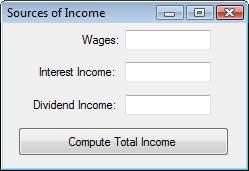 Sources of Income
Wages:
Interest Income:
Dividend Income:
Compute Total Income